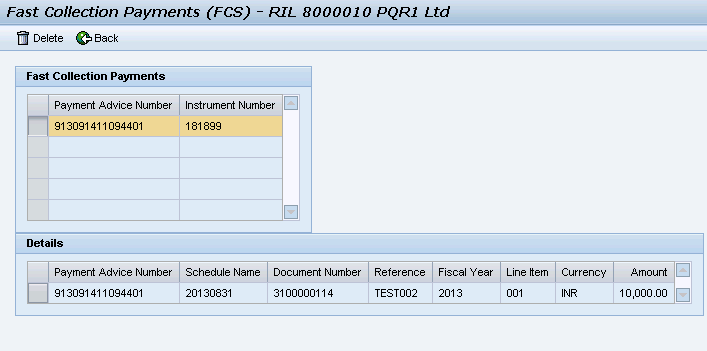 Fast Collection Payments (FCS) - RIL 8000010 PQR1 Ltd
Delete Back
Fast Collection Payments
Payment Advice Number Instrument Number
913091411094401 181899
Details
Payment Advice Number Schedule Name Document Number Reference Fiscal Year Line Item Currency Amount
913091411094401 20130831 3100000114 TEST002 2013 001 INR 10,000.00